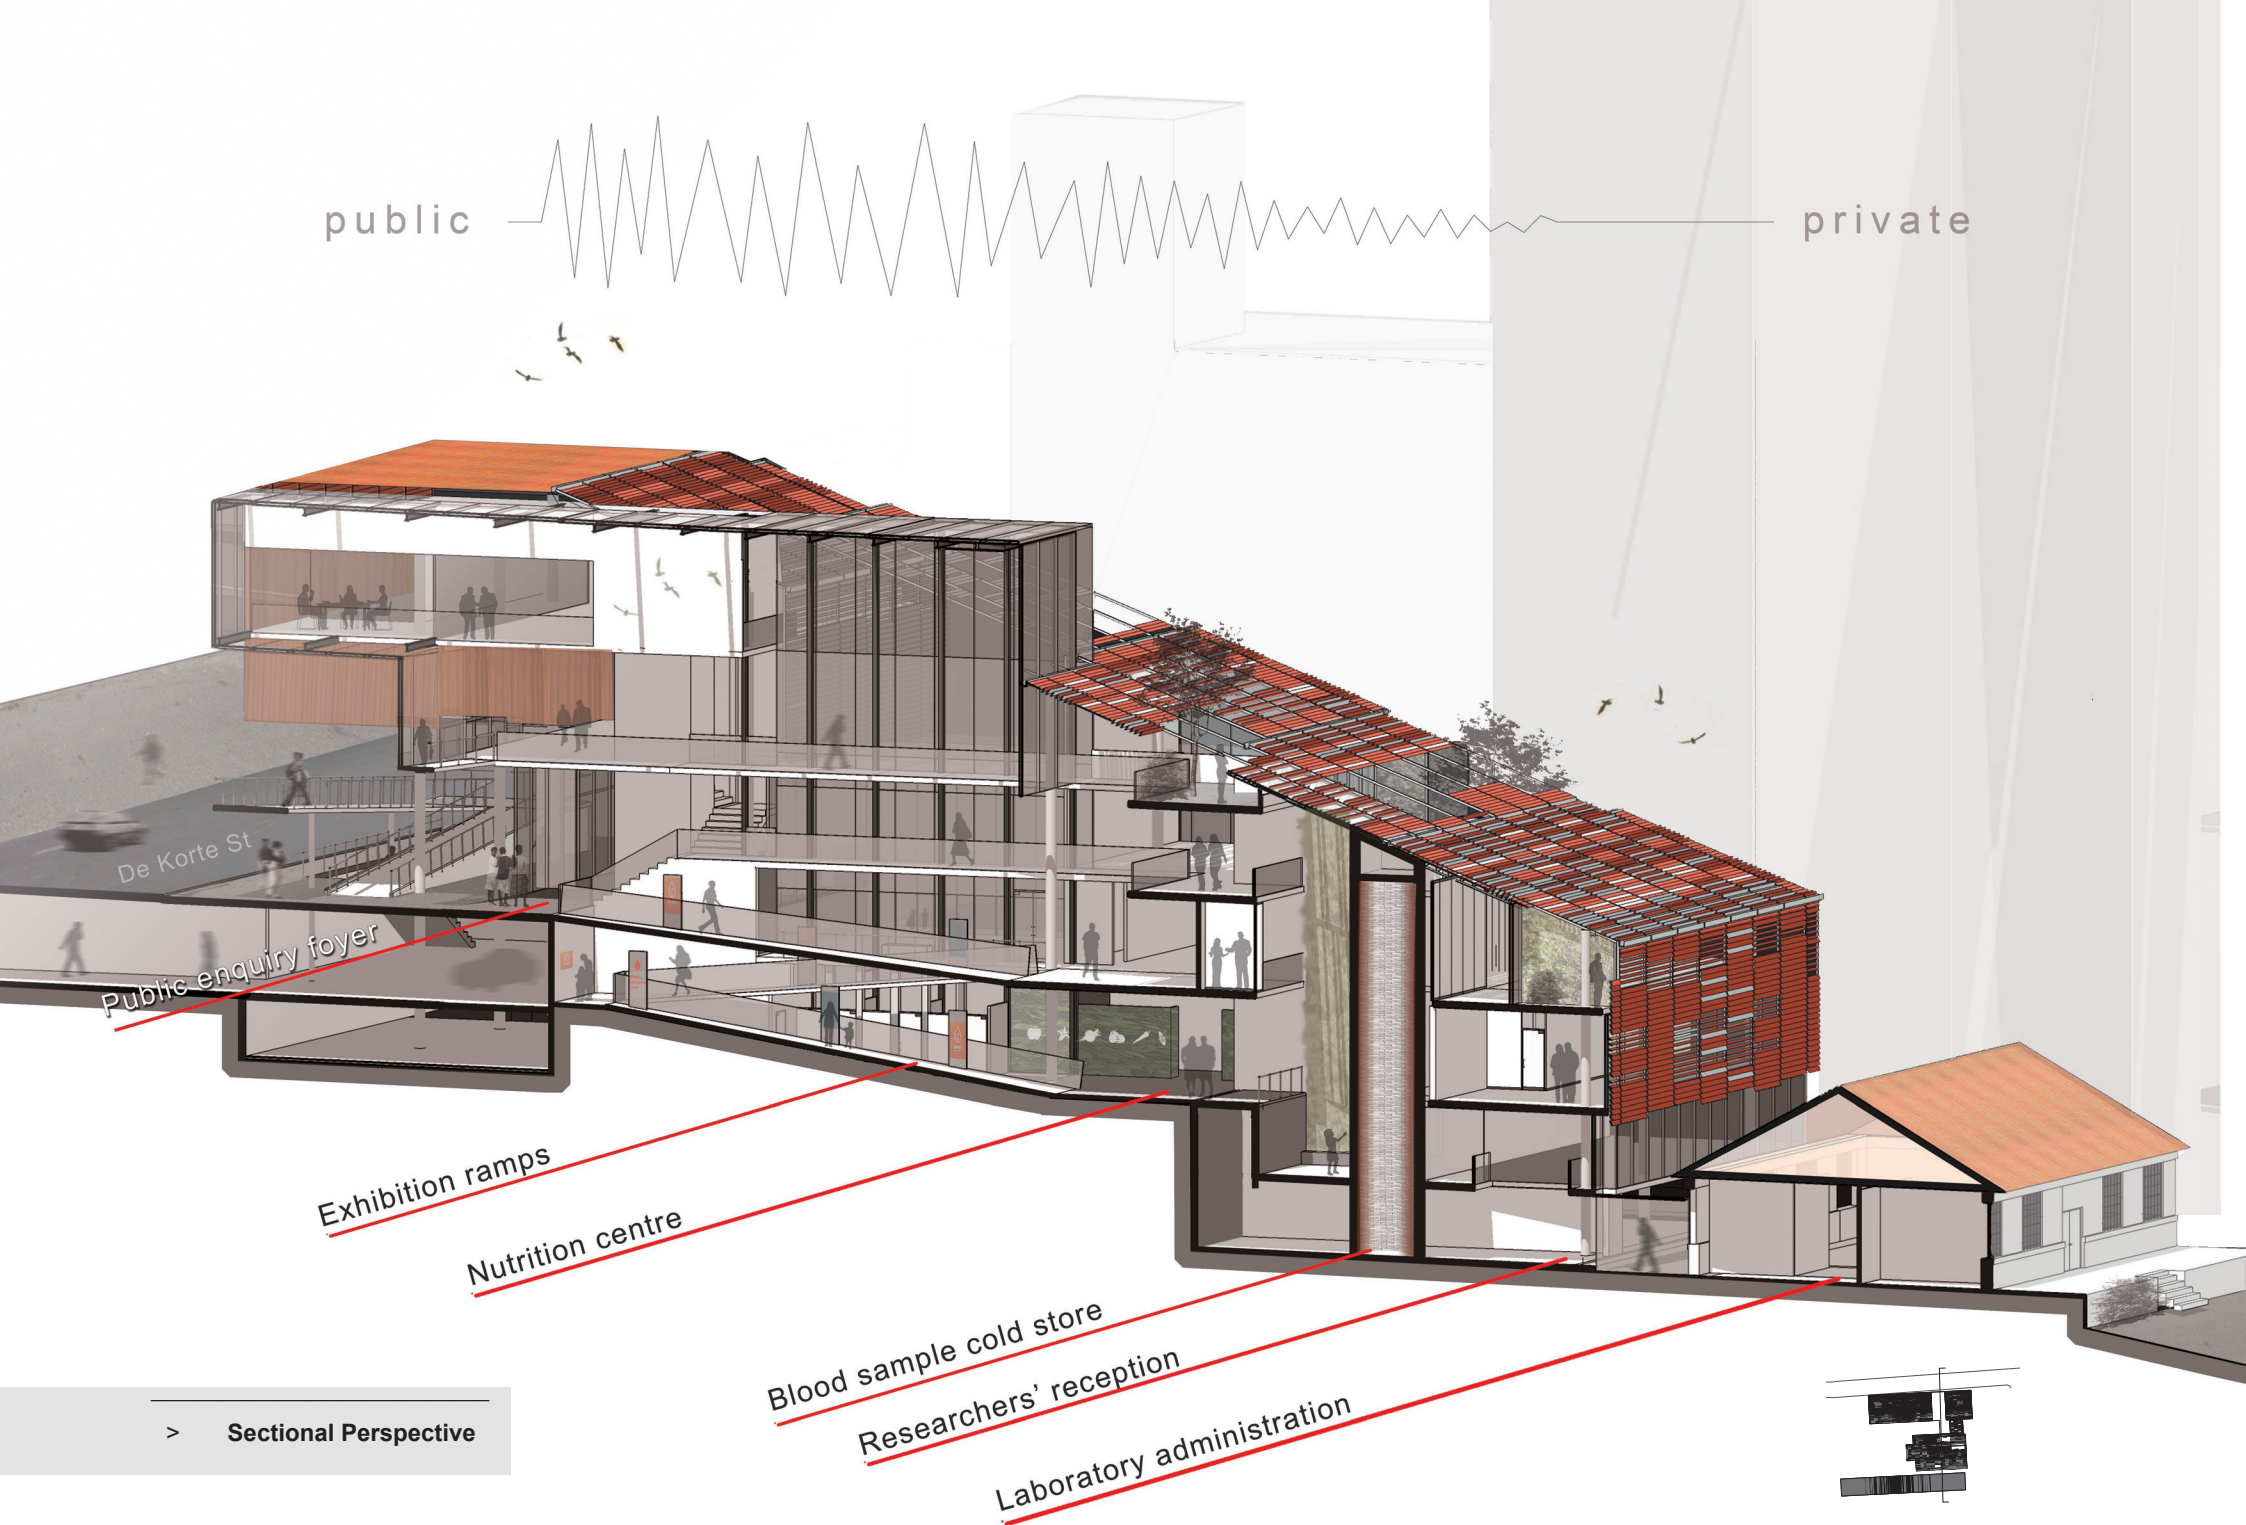 public
private
De Korte St
Public enquiry foyer
Exhibition ramps
Nutrition centre
Blood sample cold store
Researchers’ reception
Laboratory administration
> Sectional Perspective